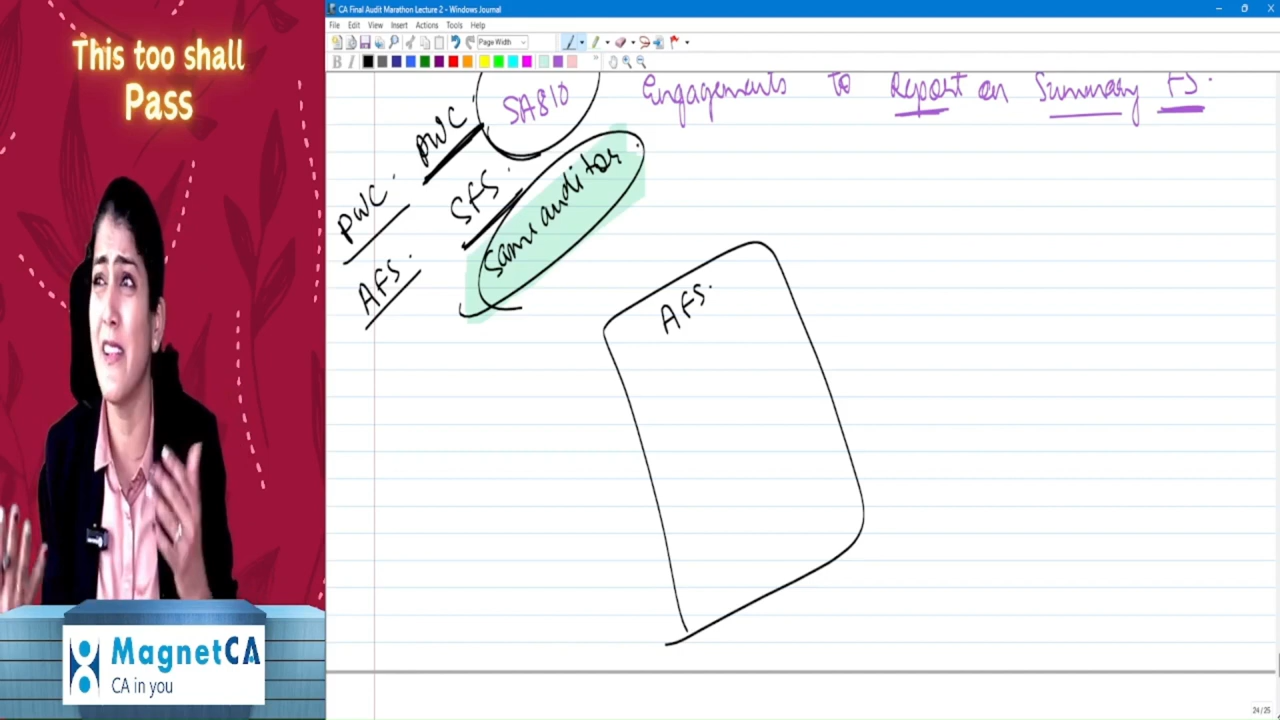 This too shall
Pass
MagnetCA
CA in you
CA Final Audit Marathon Lecture 2 - Windows Journal
File Edit View Insert Actions Tools Help
Page Width
B I
SA810 Engagements to Report on Summary FS.
PWC. PWC.
AFS. SFS.
Same auditor.
AFS.
24 / 25